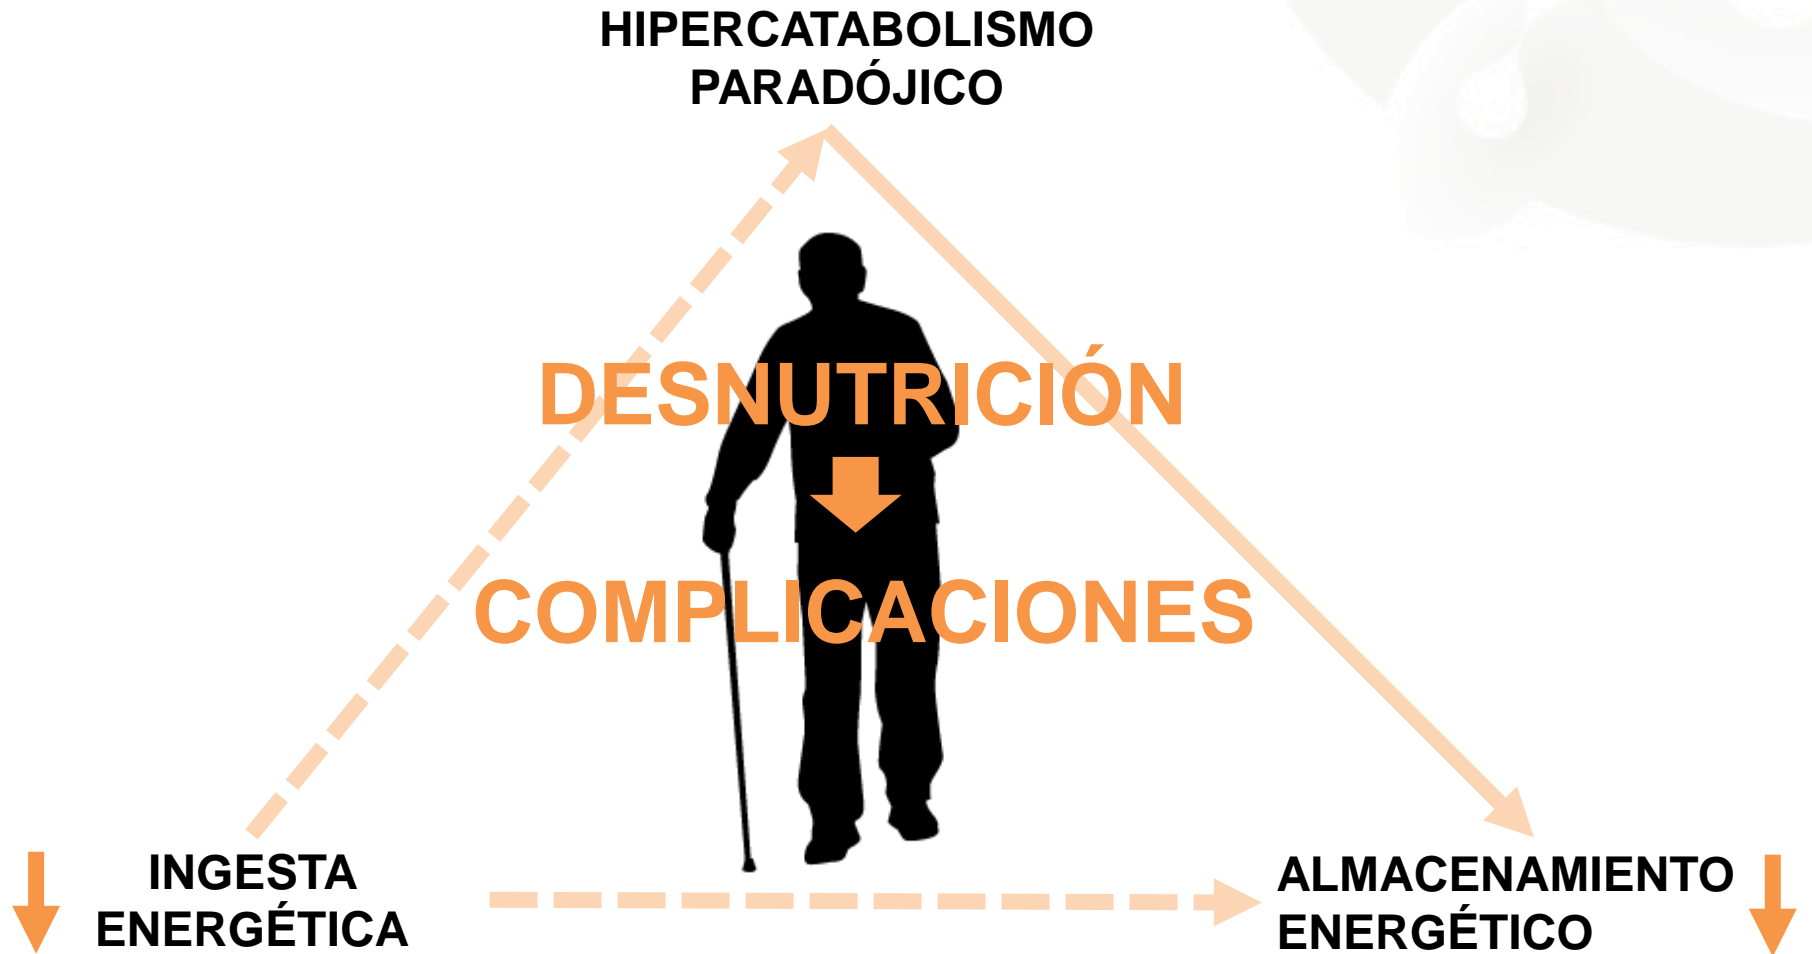 HIPERCATABOLISMO
PARADÓJICO
DESNUTRICIÓN
COMPLICACIONES
INGESTA
ENERGÉTICA
ALMACENAMIENTO
ENERGÉTICO